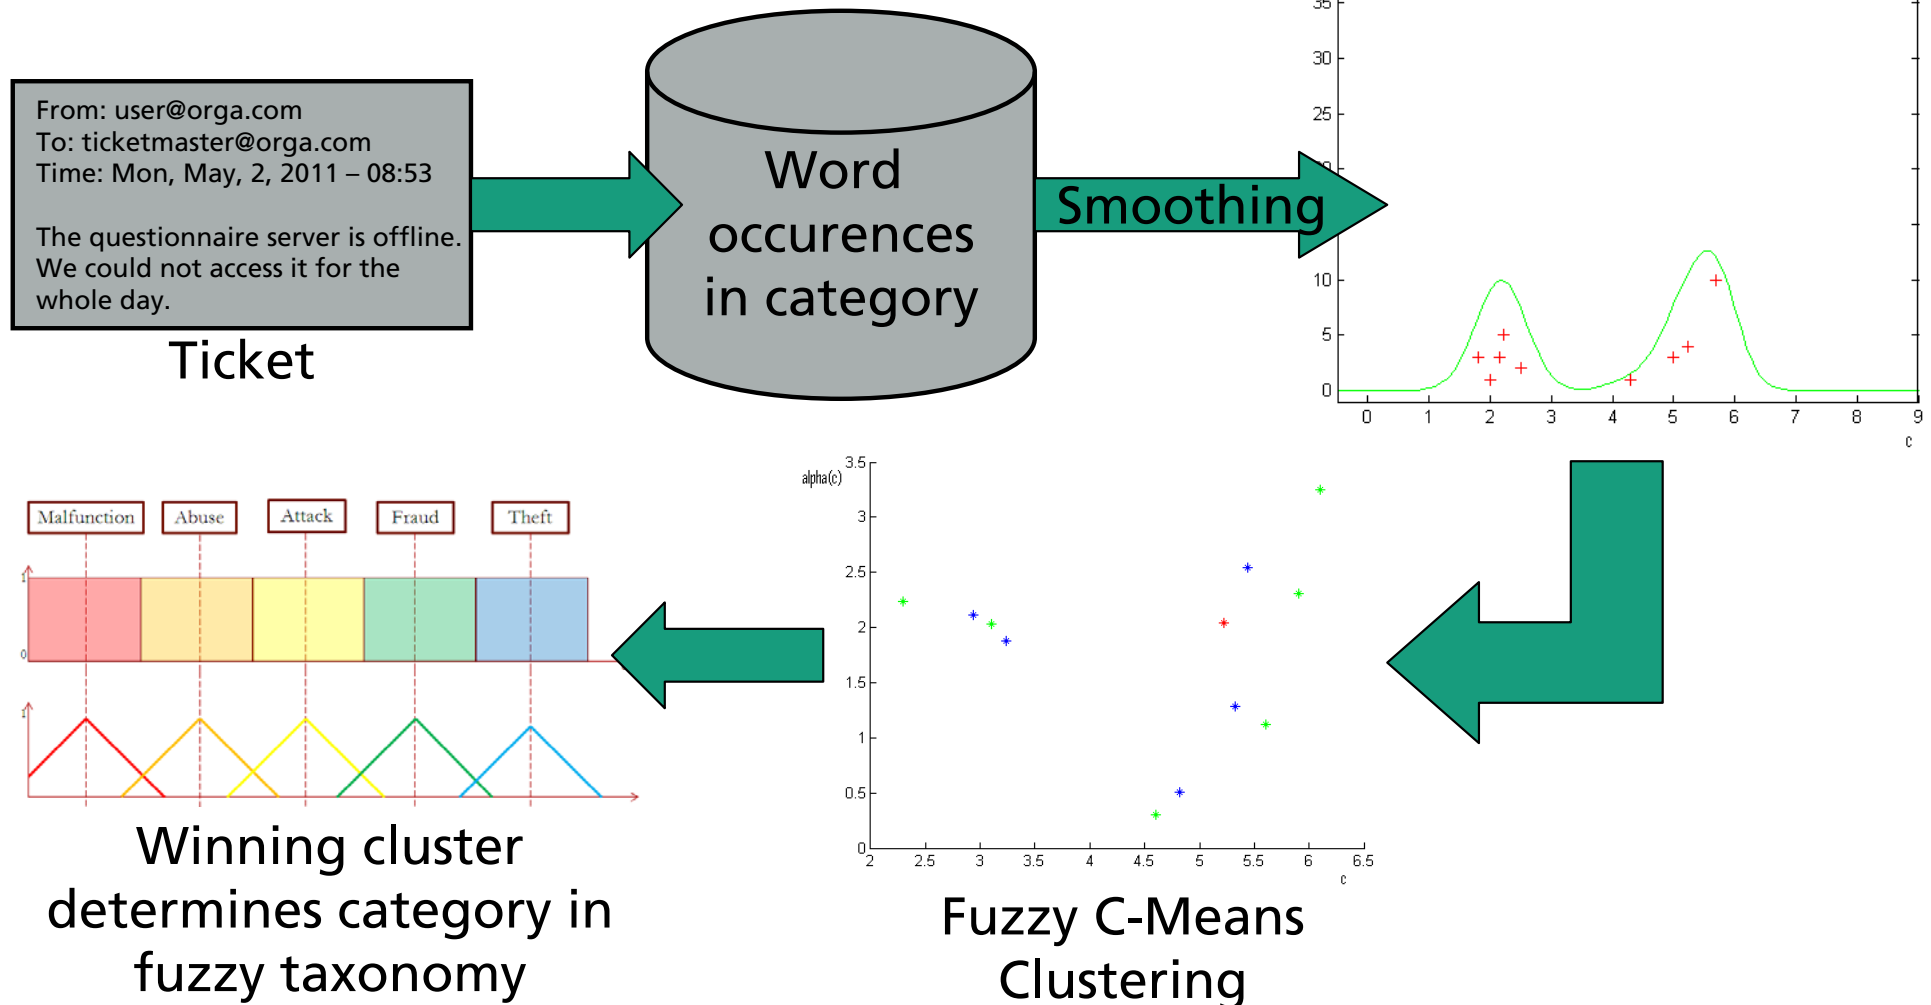 From: user@orga.com
To: ticketmaster@orga.com
Time: Mon, May, 2, 2011 – 08:53
The questionnaire server is offline.
We could not access it for the
whole day.
Ticket
Word
occurences
in category
Smoothing
35
30
25
10
5
0
0 1 2 3 4 5 6 7 8 9
c
Malfunction Abuse Attack Fraud Theft
1
0
1
Winning cluster
determines category in
fuzzy taxonomy
alpha(c)
3.5
3
2.5
2
1.5
1
0.5
0
2 2.5 3 3.5 4 4.5 5 5.5 6 6.5
c
Fuzzy C-Means
Clustering